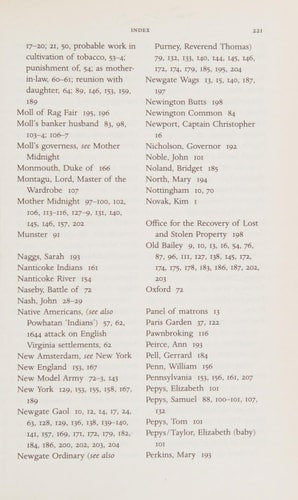 INDEX
221
17–20; 21, 50, probable work in
cultivation of tobacco, 53–4;
punishment of, 54; as mother-
in-law, 60–61; reunion with
daughter, 64; 89, 146, 153, 159,
189
Moll of Rag Fair 195, 196
Moll's banker husband 83, 98,
103–4; 106–7
Moll's governess, see Mother
Midnight
Monmouth, Duke of 166
Montagu, Lord, Master of the
Wardrobe 107
Mother Midnight 97–100, 102,
106, 113–116, 127–9, 131, 140,
145, 146, 157, 202
Munster 91
Naggs, Sarah 193
Nanticoke Indians 161
Nanticoke River 154
Naseby, Battle of 72
Nash, John 28–29
Native Americans, (see also
Powhatan 'Indians') 57, 62,
1644 attack on English
Virginia settlements, 62
New Amsterdam, see New York
New England 153, 167
New Model Army 72–3, 143
New York 129, 153, 155, 158, 167,
189
Newgate Gaol 10, 12, 14, 17, 24,
63, 128, 129, 136, 138, 139–140,
141, 157, 169, 171, 172, 179, 182,
184, 186, 200, 202, 203, 204
Newgate Ordinary (see also
Purney, Reverend Thomas)
79, 132, 133, 140, 144, 145, 146,
172, 174, 179, 185, 195, 204
Newgate Wags 13, 15, 140, 187,
197
Newington Butts 198
Newington Common 84
Newport, Captain Christopher
16
Nicholson, Governor 192
Noble, John 101
Noland, Bridget 185
North, Mary 194
Nottingham 10, 70
Novak, Kim 1
Office for the Recovery of Lost
and Stolen Property 198
Old Bailey 9, 10, 13, 16, 54, 76,
87, 96, 111, 127, 138, 145, 172,
174, 175, 178, 183, 186, 187, 202,
203
Oxford 72
Panel of matrons 13
Paris Garden 37, 122
Pawnbroking 116
Peirce, Ann 193
Pell, Gerrard 184
Penn, William 156
Pennsylvania 153, 156, 161, 207
Pepys, Elizabeth 101
Pepys, Samuel 88, 100–101, 107,
132
Pepys, Tom 101
Pepys/Taylor, Elizabeth (baby)
101
Perkins, Mary 193